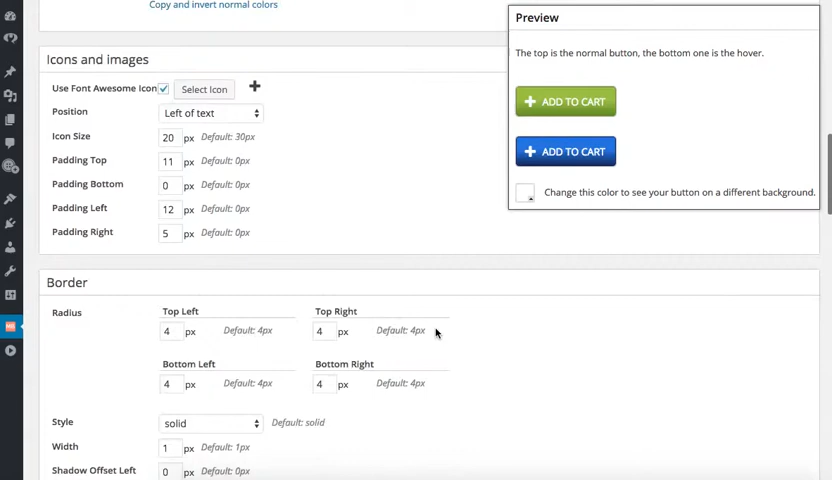 Copy and invert normal colors
Preview
The top is the normal button, the bottom one is the hover.
ADD TO CART
ADD TO CART
Change this color to see your button on a different background.
Icons and images
Use Font Awesome Icon Select Icon
Position Left of text
Icon Size 20 px Default: 30px
Padding Top 11 px Default: 0px
Padding Bottom 0 px Default: 0px
Padding Left 12 px Default: 0px
Padding Right 5 px Default: 0px
Border
Radius Top Left Top Right
4 px Default: 4px 4 px Default: 4px
Bottom Left Bottom Right
4 px Default: 4px 4 px Default: 4px
Style solid Default: solid
Width 1 px Default: 1px
Shadow Offset Left 0 px Default: 0px